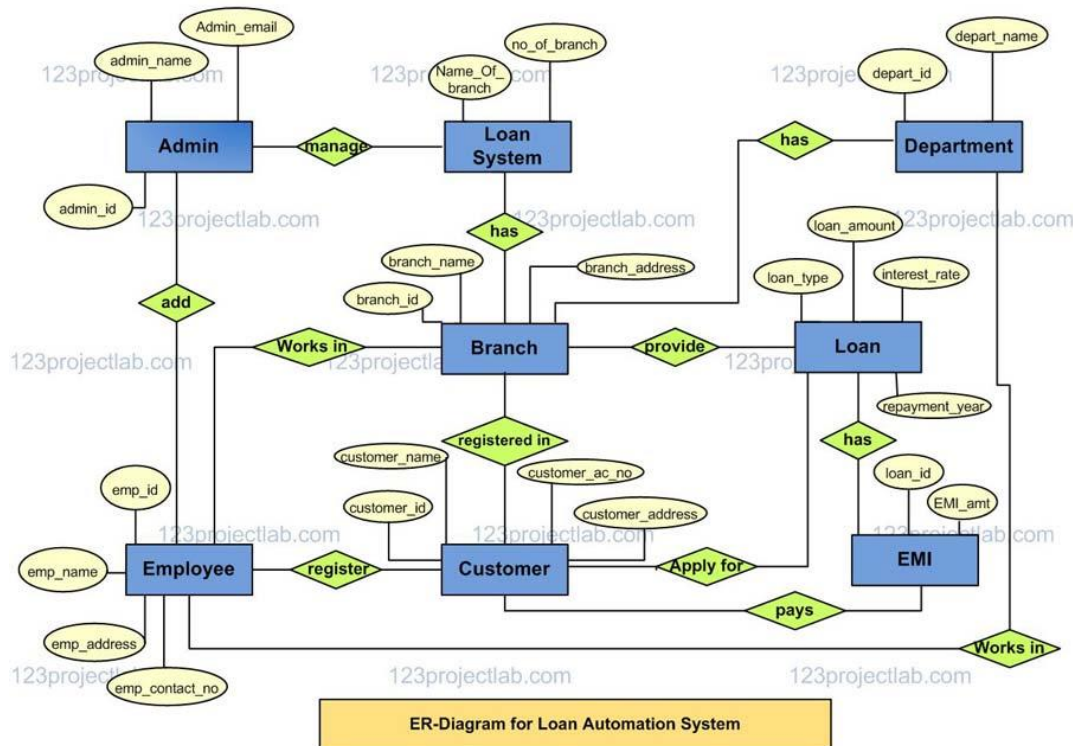 Admin_email
admin_name
no_of_branch
depart_name
123projectlab.com
123projectlab.com
123projectlab.com
Name_Of_
branch
depart_id
Admin
manage
Loan
System
has
Department
admin_id
123projectlab.com
123projectlab.com
123projectlab.com
has
loan_amount
branch_name
branch_address
loan_type
interest_rate
branch_id
add
Works in
Branch
provide
Loan
123projectlab.com
123projectlab.com
repayment_year
registered in
has
customer_name
customer_ac_no
loan_id
emp_id
customer_id
customer_address
EMI_amt
123projectlab.com
123projectlab.com
123projectlab.com
emp_name
Employee
register
Customer
Apply for
EMI
pays
emp_address
Works in
123projectlab.com
123projectlab.com
123projectlab.com
emp_contact_no
ER-Diagram for Loan Automation System